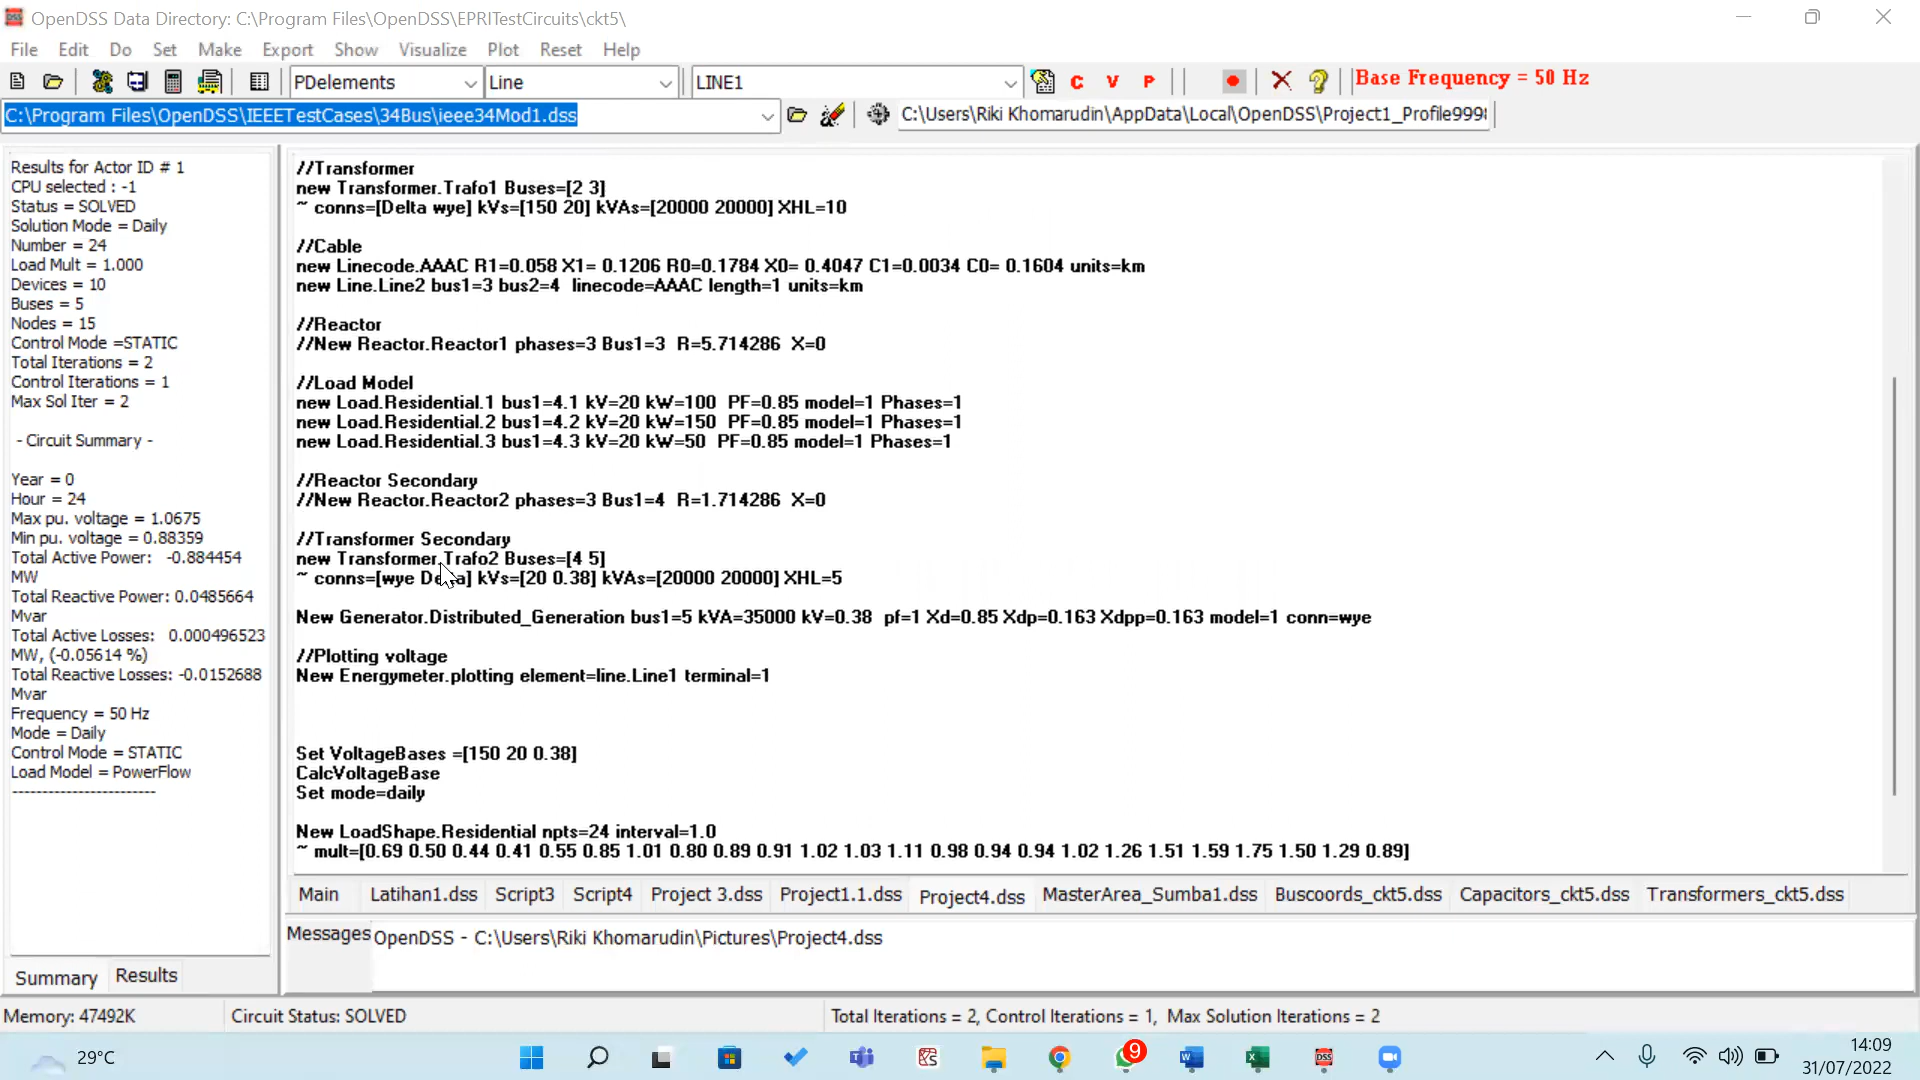 OpenDSS Data Directory: C:\Program Files\OpenDSS\EPRITestCircuits\ckt5\
File Edit Do Set Make Export Show Visualize Plot Reset Help
PDelements Line LINE1 C V P Base Frequency = 50 Hz
C:\Program Files\OpenDSS\IEEETestCases\34Bus\ieee34Mod1.dss C:\Users\Riki Khomarudin\AppData\Local\OpenDSS\Project1_Profile999
Results for Actor ID # 1
CPU selected : -1
Status = SOLVED
Solution Mode = Daily
Number = 24
Load Mult = 1.000
Devices = 10
Buses = 5
Nodes = 15
Control Mode =STATIC
Total Iterations = 2
Control Iterations = 1
Max Sol Iter = 2
- Circuit Summary -
Year = 0
Hour = 24
Max pu. voltage = 1.0675
Min pu. voltage = 0.88359
Total Active Power: -0.884454
MW
Total Reactive Power: 0.0485664
Mvar
Total Active Losses: 0.000496523
MW, (-0.05614 %)
Total Reactive Losses: -0.0152688
Mvar
Frequency = 50 Hz
Mode = Daily
Control Mode = STATIC
Load Model = PowerFlow
-------------------------
Summary Results
//Transformer
new Transformer.Trafo1 Buses=[2 3]
~ conns=[Delta wye] kVs=[150 20] kVAs=[20000 20000] XHL=10
//Cable
new Linecode.AAAC R1=0.058 X1= 0.1206 R0=0.1784 X0= 0.4047 C1=0.0034 C0= 0.1604 units=km
new Line.Line2 bus1=3 bus2=4 linecode=AAAC length=1 units=km
//Reactor
//New Reactor.Reactor1 phases=3 Bus1=3 R=5.714286 X=0
//Load Model
new Load.Residential.1 bus1=4.1 kV=20 kW=100 PF=0.85 model=1 Phases=1
new Load.Residential.2 bus1=4.2 kV=20 kW=150 PF=0.85 model=1 Phases=1
new Load.Residential.3 bus1=4.3 kV=20 kW=50 PF=0.85 model=1 Phases=1
//Reactor Secondary
//New Reactor.Reactor2 phases=3 Bus1=4 R=1.714286 X=0
//Transformer Secondary
new Transformer.Trafo2 Buses=[4 5]
~ conns=[wye Delta] kVs=[20 0.38] kVAs=[20000 20000] XHL=5
New Generator.Distributed_Generation bus1=5 kVA=35000 kV=0.38 pf=1 Xd=0.85 Xdp=0.163 Xdpp=0.163 model=1 conn=wye
//Plotting voltage
New Energymeter.plotting element=line.Line1 terminal=1
Set VoltageBases =[150 20 0.38]
CalcVoltageBase
Set mode=daily
New LoadShape.Residential npts=24 interval=1.0
~ mult=[0.69 0.50 0.44 0.41 0.55 0.85 1.01 0.80 0.89 0.91 1.02 1.03 1.11 0.98 0.94 0.94 1.02 1.26 1.51 1.59 1.75 1.50 1.29 0.89]
Main Latihan1.dss Script3 Script4 Project 3.dss Project1.1.dss Project4.dss MasterArea_Sumba1.dss Buscoords_ckt5.dss Capacitors_ckt5.dss Transformers_ckt5.dss
Messages OpenDSS - C:\Users\Riki Khomarudin\Pictures\Project4.dss
Memory: 47492K Circuit Status: SOLVED Total Iterations = 2, Control Iterations = 1, Max Solution Iterations = 2
29°C 9 14:09
31/07/2022